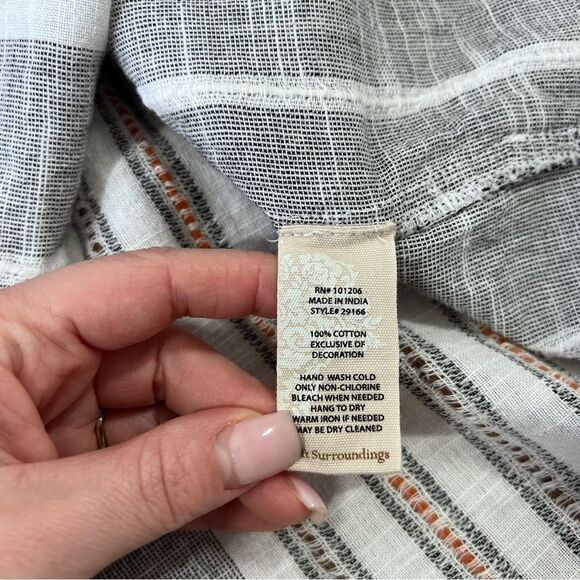 RN# 101206
MADE IN INDIA
STYLE# 29166
100% COTTON
EXCLUSIVE OF
DECORATION
HAND WASH COLD
ONLY NON-CHLORINE
BLEACH WHEN NEEDED
HANG TO DRY
WARM IRON IF NEEDED
MAY BE DRY CLEANED
Surroundings